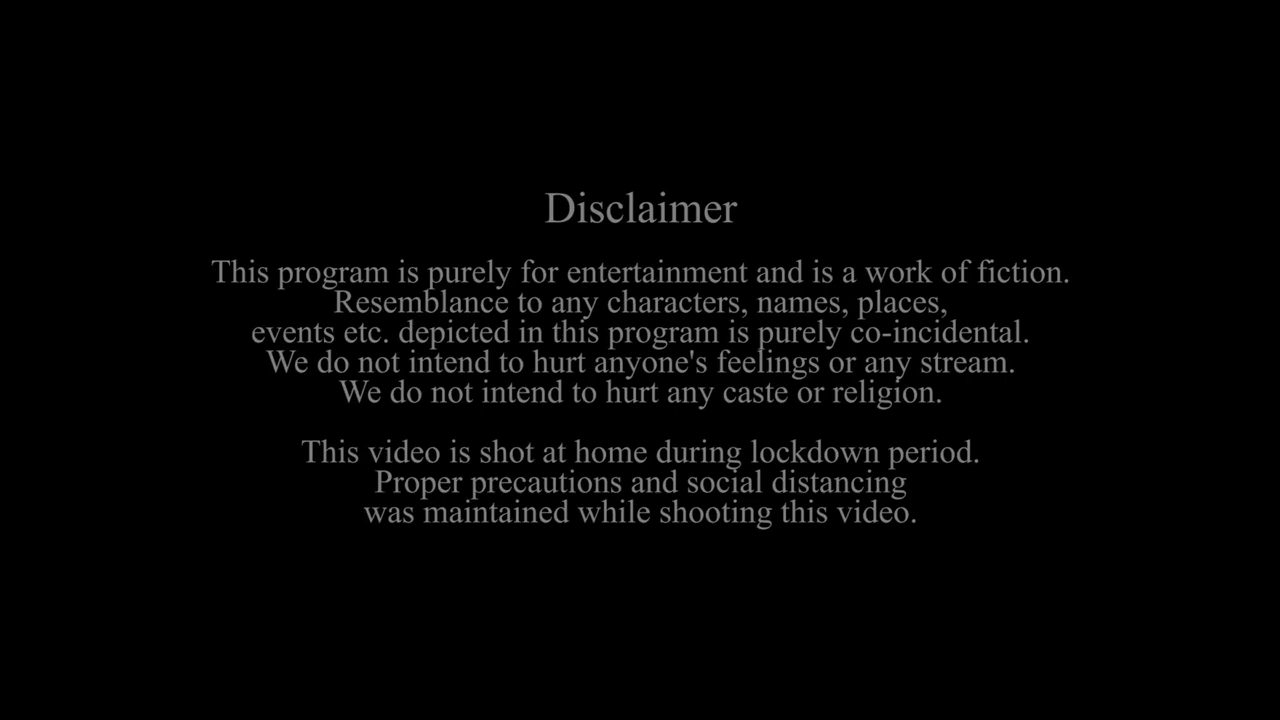 Disclaimer
This program is purely for entertainment and is a work of fiction.
Resemblance to any characters, names, places,
events etc. depicted in this program is purely co-incidental.
We do not intend to hurt anyone's feelings or any stream.
We do not intend to hurt any caste or religion.
This video is shot at home during lockdown period.
Proper precautions and social distancing
was maintained while shooting this video.